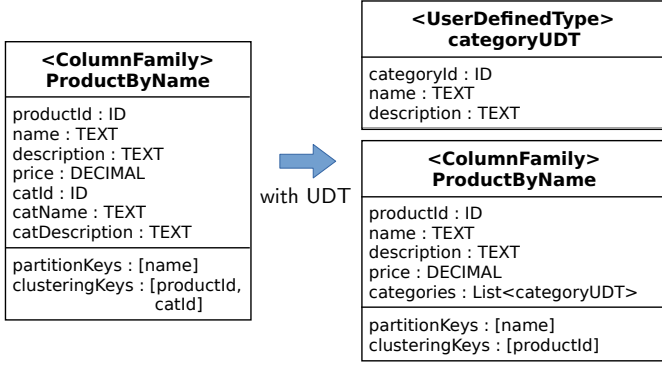 <ColumnFamily>
ProductByName
productId : ID
name : TEXT
description : TEXT
price : DECIMAL
catId : ID
catName : TEXT
catDescription : TEXT
partitionKeys : [name]
clusteringKeys : [productId,
catId]
with UDT
<UserDefinedType>
categoryUDT
categoryId : ID
name : TEXT
description : TEXT
<ColumnFamily>
ProductByName
productId : ID
name : TEXT
description : TEXT
price : DECIMAL
categories : List<categoryUDT>
partitionKeys : [name]
clusteringKeys : [productId]